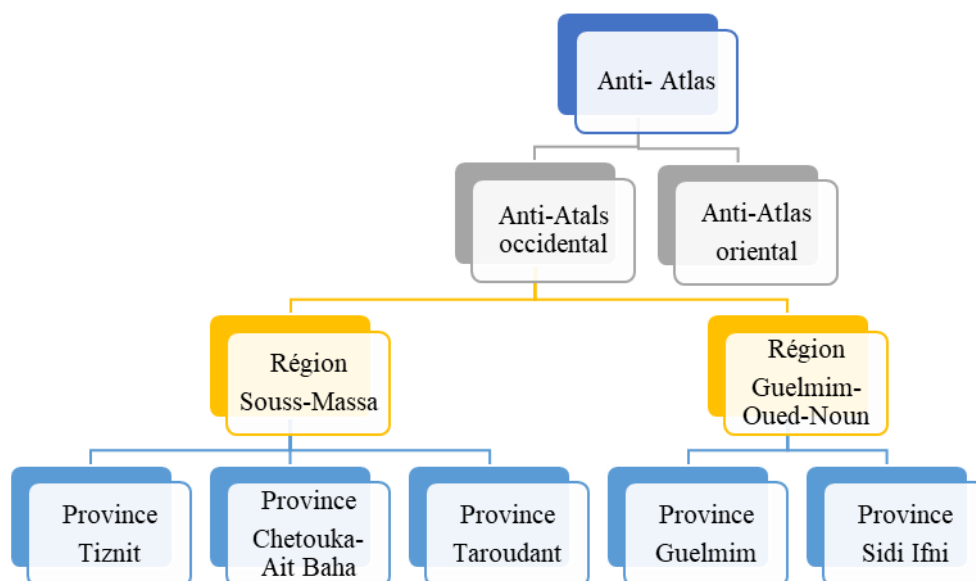 Anti- Atlas
Anti-Atals
occidental
Anti-Atlas
oriental
Région
Souss-Massa
Région
Guelmim-
Oued-Noun
Province
Tiznit
Province
Chetouka-
Ait Baha
Province
Taroudant
Province
Guelmim
Province
Sidi Ifni